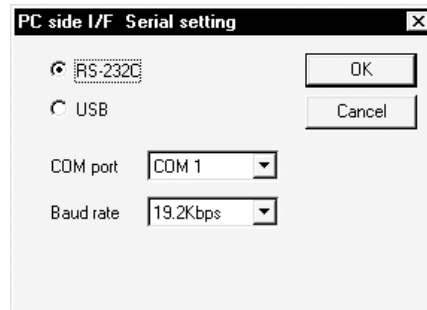 PC side I/F  Serial setting
RS-232C
OK
USB
Cancel
COM port COM 1
Baud rate 19.2Kbps